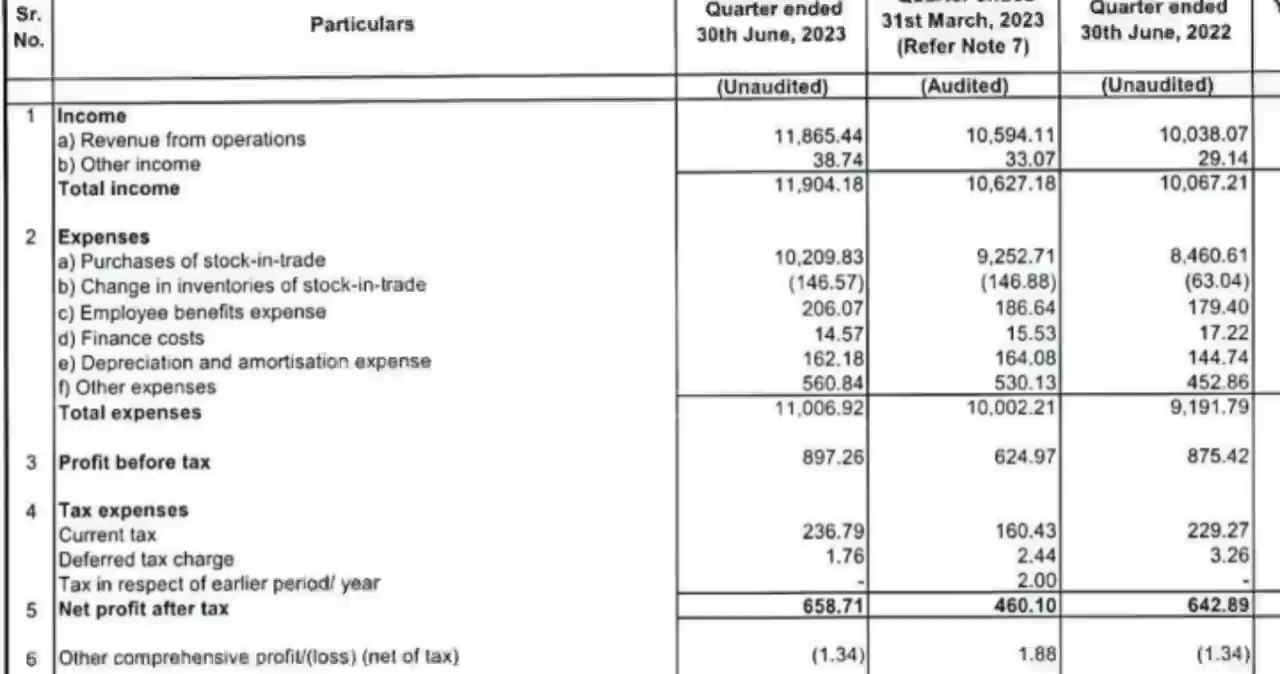 Sr. No. Particulars Quarter ended 30th June, 2023 Quarter ended 31st March, 2023 (Refer Note 7) Quarter ended 30th June, 2022
(Unaudited) (Audited) (Unaudited)
1 Income
a) Revenue from operations 11,865.44 10,594.11 10,038.07
b) Other income 38.74 33.07 29.14
Total income 11,904.18 10,627.18 10,067.21
2 Expenses
a) Purchases of stock-in-trade 10,209.83 9,252.71 8,460.61
b) Change in inventories of stock-in-trade (146.57) (146.88) (63.04)
c) Employee benefits expense 206.07 186.64 179.40
d) Finance costs 14.57 15.53 17.22
e) Depreciation and amortisation expense 162.18 164.08 144.74
f) Other expenses 560.84 530.13 452.86
Total expenses 11,006.92 10,002.21 9,191.79
3 Profit before tax 897.26 624.97 875.42
4 Tax expenses
Current tax 236.79 160.43 229.27
Deferred tax charge 1.76 2.44 3.26
Tax in respect of earlier period/ year - 2.00 -
5 Net profit after tax 658.71 460.10 642.89
6 Other comprehensive profit/(loss) (net of tax) (1.34) 1.88 (1.34)